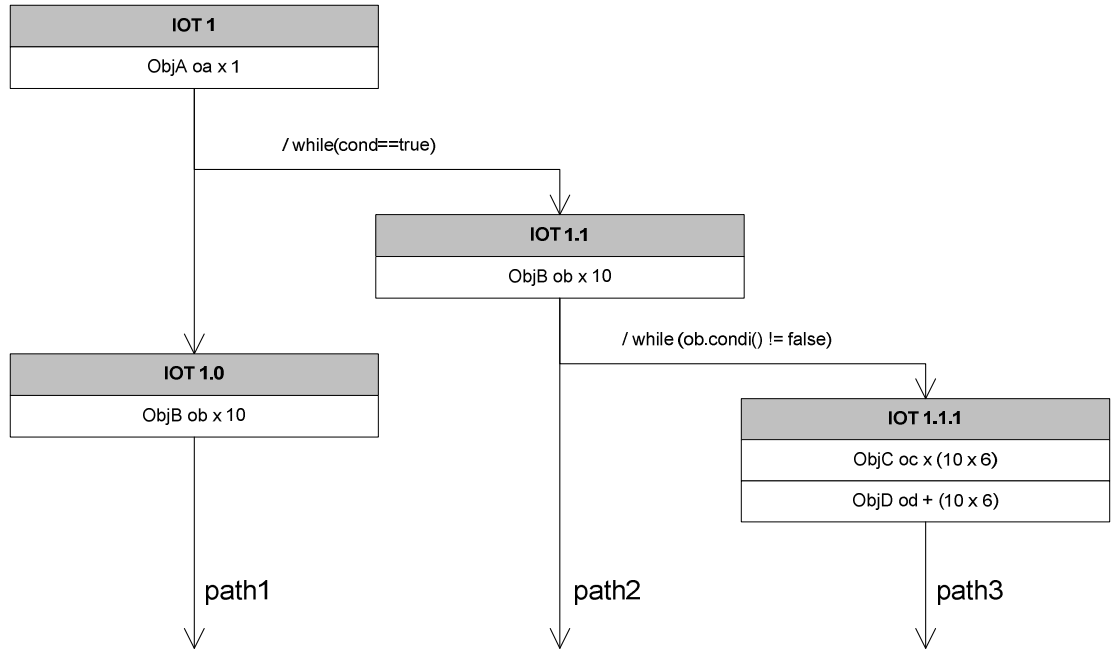 IOT 1
ObjA oa x 1
/ while(cond==true)
IOT 1.1
ObjB ob x 10
/ while (ob.condi() != false)
IOT 1.0
ObjB ob x 10
IOT 1.1.1
ObjC oc x (10 x 6)
ObjD od + (10 x 6)
path1
path2
path3